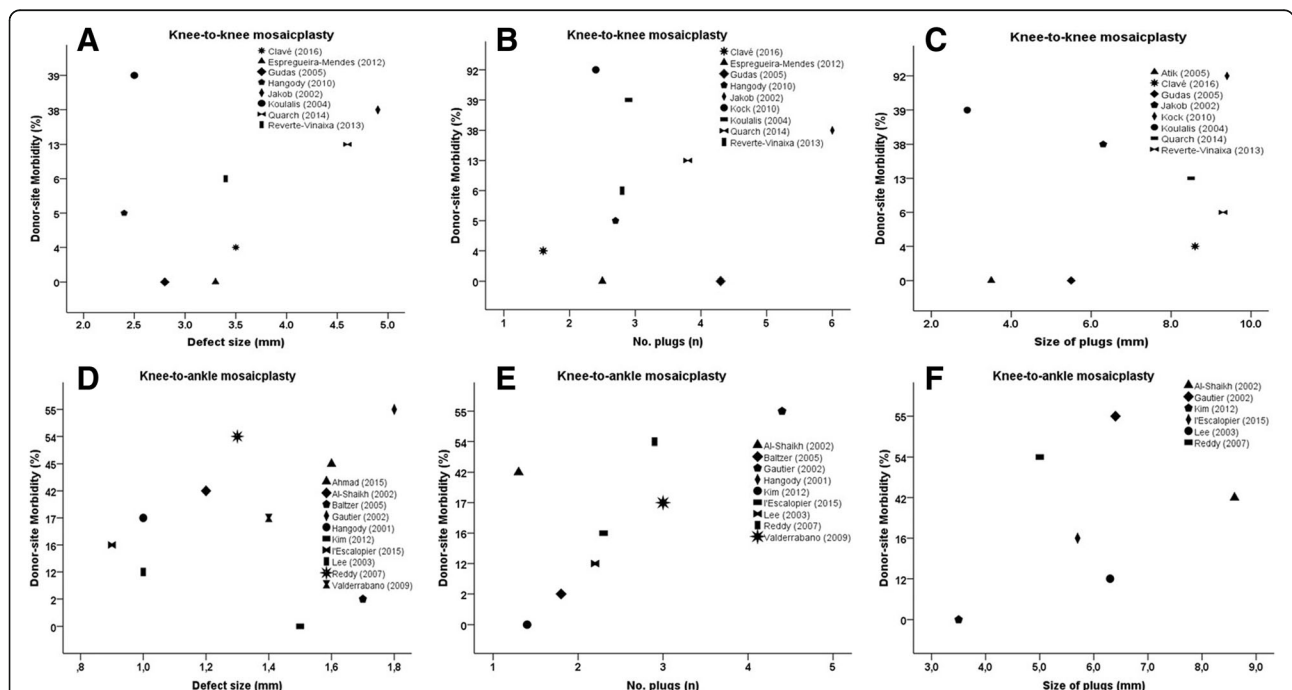 A
Knee-to-knee mosaicplasty
Clavé (2016)
Espregueira-Mendes (2012)
Gudas (2005)
Hangody (2010)
Jakob (2002)
Koulalis (2004)
Quarch (2014)
Reverte-Vinaixa (2013)
Donor-site Morbidity (%)
39
38
13
6
5
4
0
2.0 2.5 3.0 3.5 4.0 4.5 5.0
Defect size (mm)
B
Knee-to-knee mosaicplasty
Clavé (2016)
Espregueira-Mendes (2012)
Gudas (2005)
Hangody (2010)
Jakob (2002)
Kock (2010)
Koulalis (2004)
Quarch (2014)
Reverte-Vinaixa (2013)
Donor-site Morbidity (%)
92
39
38
13
6
5
4
0
1 2 3 4 5 6
No. plugs (n)
C
Knee-to-knee mosaicplasty
Atik (2005)
Clavé (2016)
Gudas (2005)
Jakob (2002)
Kock (2010)
Koulalis (2004)
Quarch (2014)
Reverte-Vinaixa (2013)
Donor-site Morbidity (%)
92
39
38
13
6
4
0
2.0 4.0 6.0 8.0 10.0
Size of plugs (mm)
D
Knee-to-ankle mosaicplasty
Ahmad (2015)
Al-Shaikh (2002)
Baltzer (2005)
Gautier (2002)
Hangody (2001)
Kim (2012)
l'Escalopier (2015)
Lee (2003)
Reddy (2007)
Valderrabano (2009)
Donor-site Morbidity (%)
55
54
45
42
17
16
12
2
0
,8 1,0 1,2 1,4 1,6 1,8
Defect size (mm)
E
Knee-to-ankle mosaicplasty
Al-Shaikh (2002)
Baltzer (2005)
Gautier (2002)
Hangody (2001)
Kim (2012)
l'Escalopier (2015)
Lee (2003)
Reddy (2007)
Valderrabano (2009)
Donor-site Morbidity (%)
55
54
42
17
16
12
2
0
1 2 3 4 5
No. plugs (n)
F
Knee-to-ankle mosaicplasty
Al-Shaikh (2002)
Gautier (2002)
Kim (2012)
l'Escalopier (2015)
Lee (2003)
Reddy (2007)
Donor-site Morbidity (%)
55
54
42
16
12
0
3,0 4,0 5,0 6,0 7,0 8,0 9,0
Size of plugs (mm)